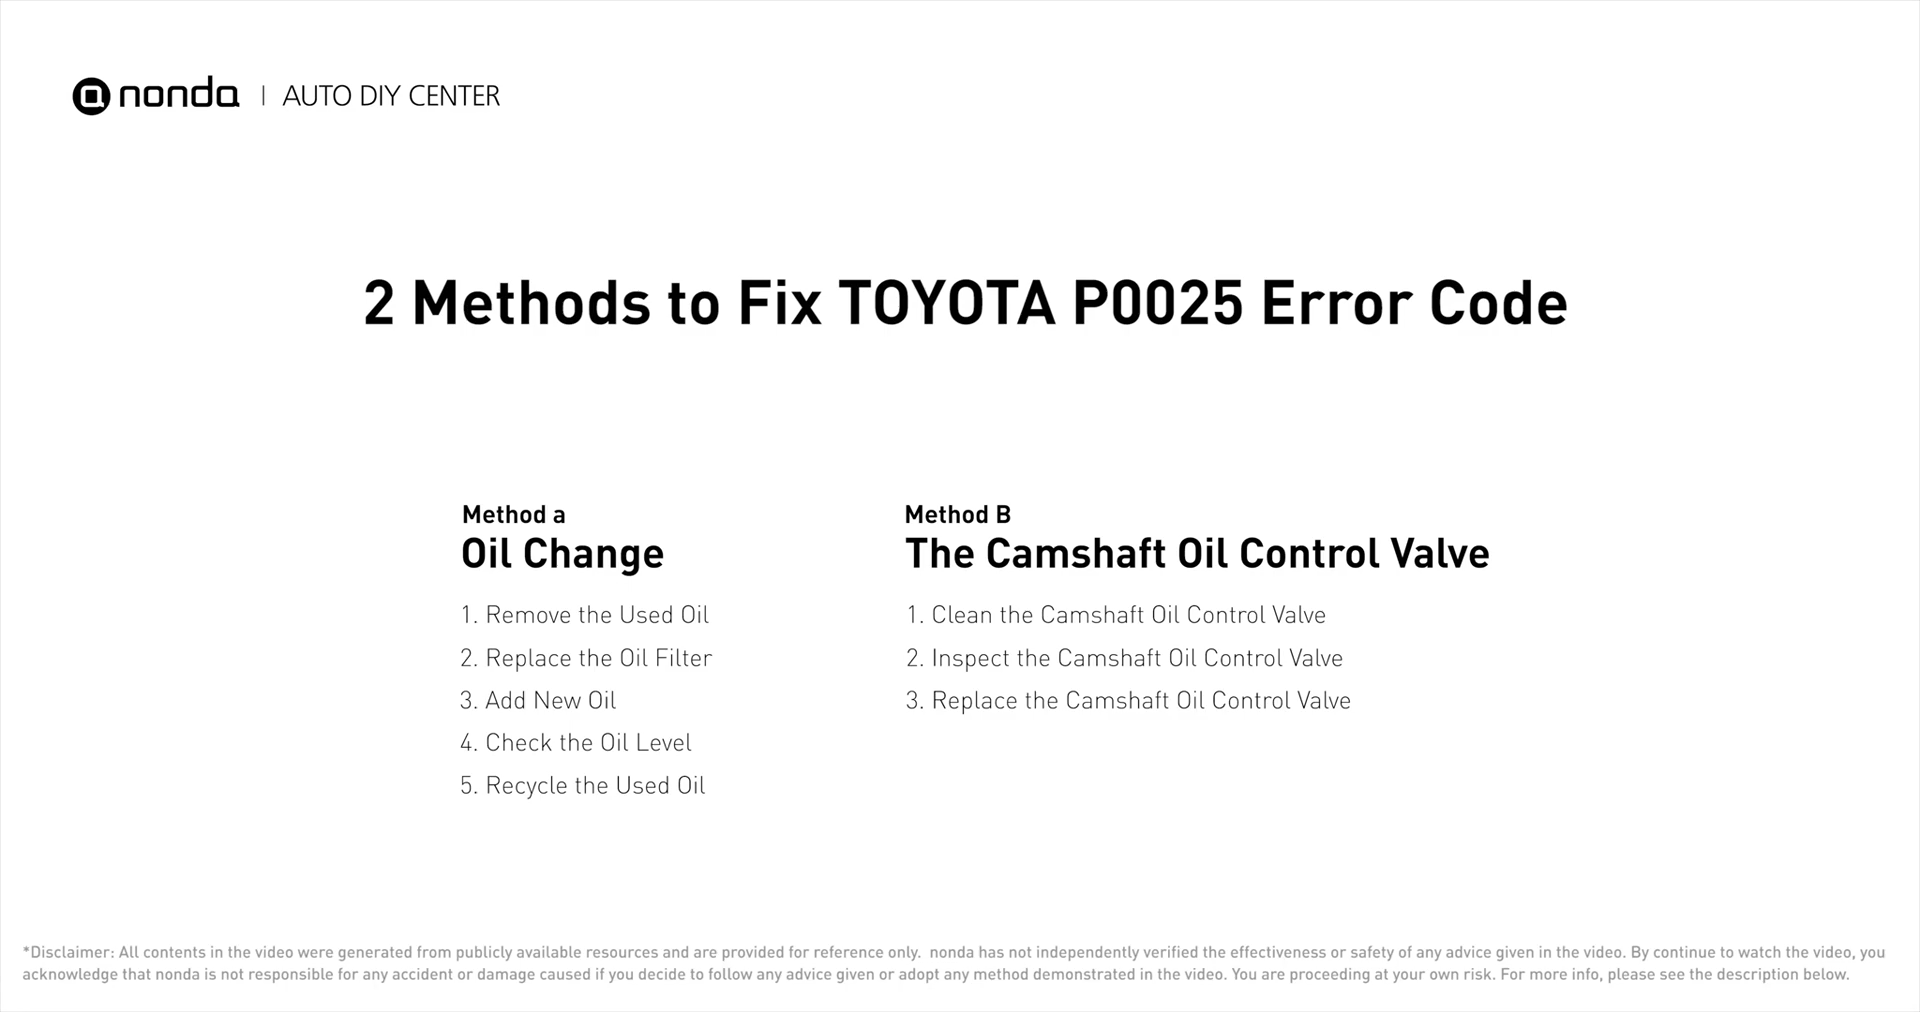 nonda | AUTO DIY CENTER
2 Methods to Fix TOYOTA P0025 Error Code
Method a
Oil Change
1. Remove the Used Oil
2. Replace the Oil Filter
3. Add New Oil
4. Check the Oil Level
5. Recycle the Used Oil
Method B
The Camshaft Oil Control Valve
1. Clean the Camshaft Oil Control Valve
2. Inspect the Camshaft Oil Control Valve
3. Replace the Camshaft Oil Control Valve
*Disclaimer: All contents in the video were generated from publicly available resources and are provided for reference only. nonda has not independently verified the effectiveness or safety of any advice given in the video. By continue to watch the video, you
acknowledge that nonda is not responsible for any accident or damage caused if you decide to follow any advice given or adopt any method demonstrated in the video. You are proceeding at your own risk. For more info, please see the description below.